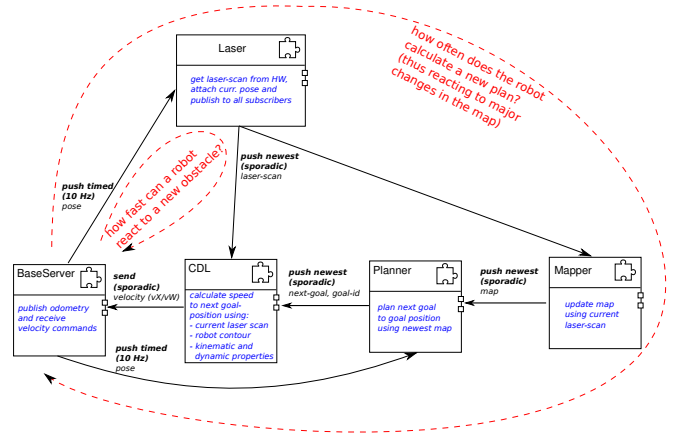 Laser
get laser-scan from HW,
attach curr. pose and
publish to all subscribers
how often does the robot
calculate a new plan?
(thus reacting to major
changes in the map)
push newest
(sporadic)
laser-scan
how fast can a robot
react to a new obstacle?
push timed
(10 Hz)
pose
BaseServer
publish odometry
and receive
velocity commands
send
(sporadic)
velocity (vX/vW)
CDL
calculate speed
to next goal-
position using:
- current laser scan
- robot contour
- kinematic and
dynamic properties
push newest
(sporadic)
next-goal, goal-id
Planner
plan next goal
to goal position
using newest map
push newest
(sporadic)
map
Mapper
update map
using current
laser-scan
push timed
(10 Hz)
pose